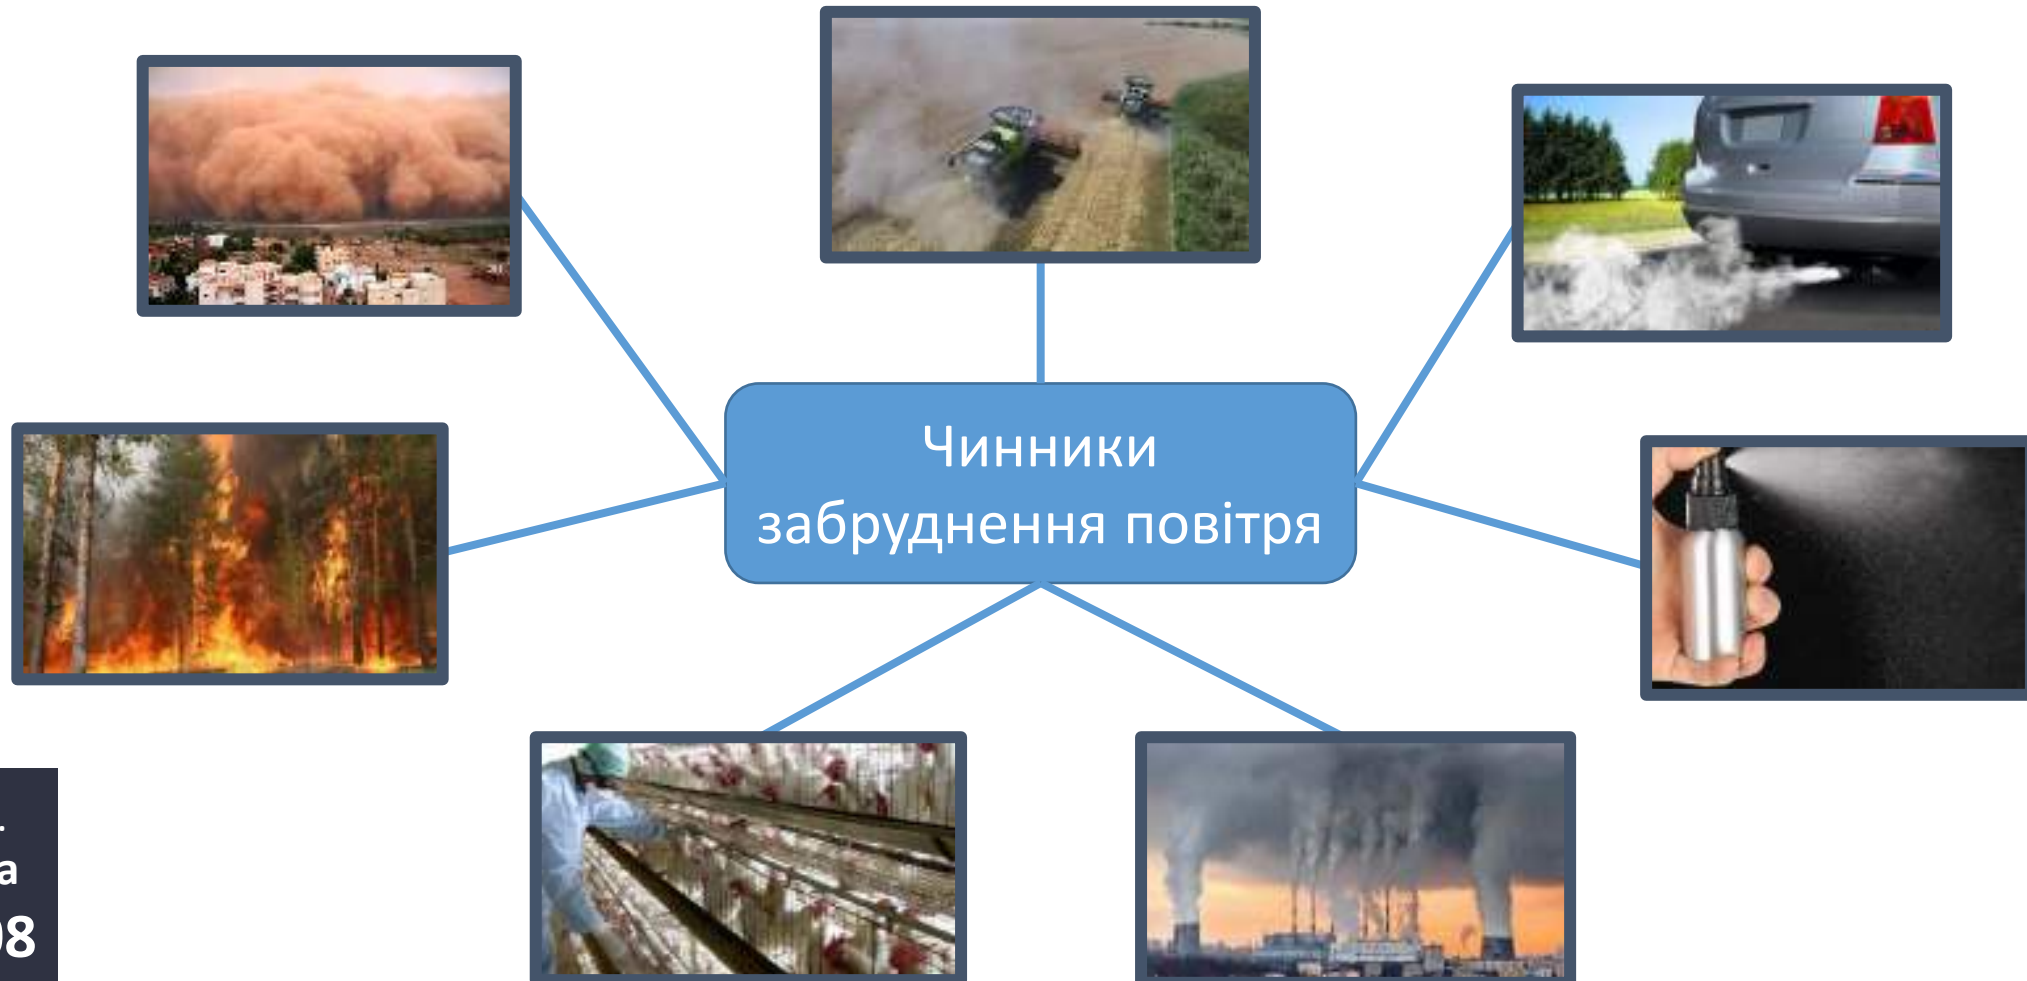 Чинники
забруднення повітря